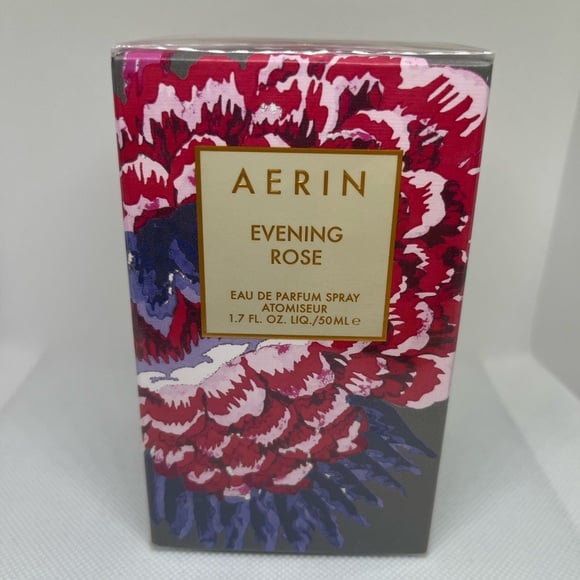 AERIN
EVENING
ROSE
EAU DE PARFUM SPRAY
ATOMISEUR
1.7 FL. OZ. LIQ./50ML ℮